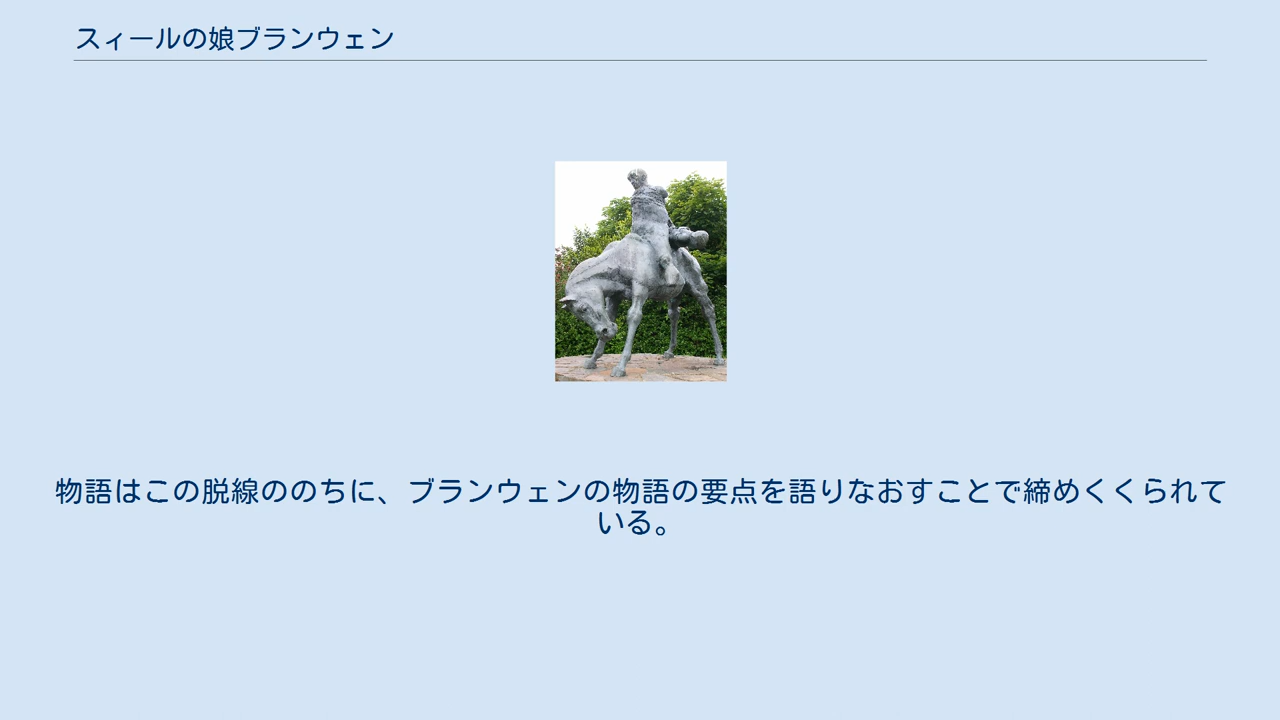 スィールの娘ブランウェン
物語はこの脱線ののちに、ブランウェンの物語の要点を語りなおすことで締めくくられて
いる。